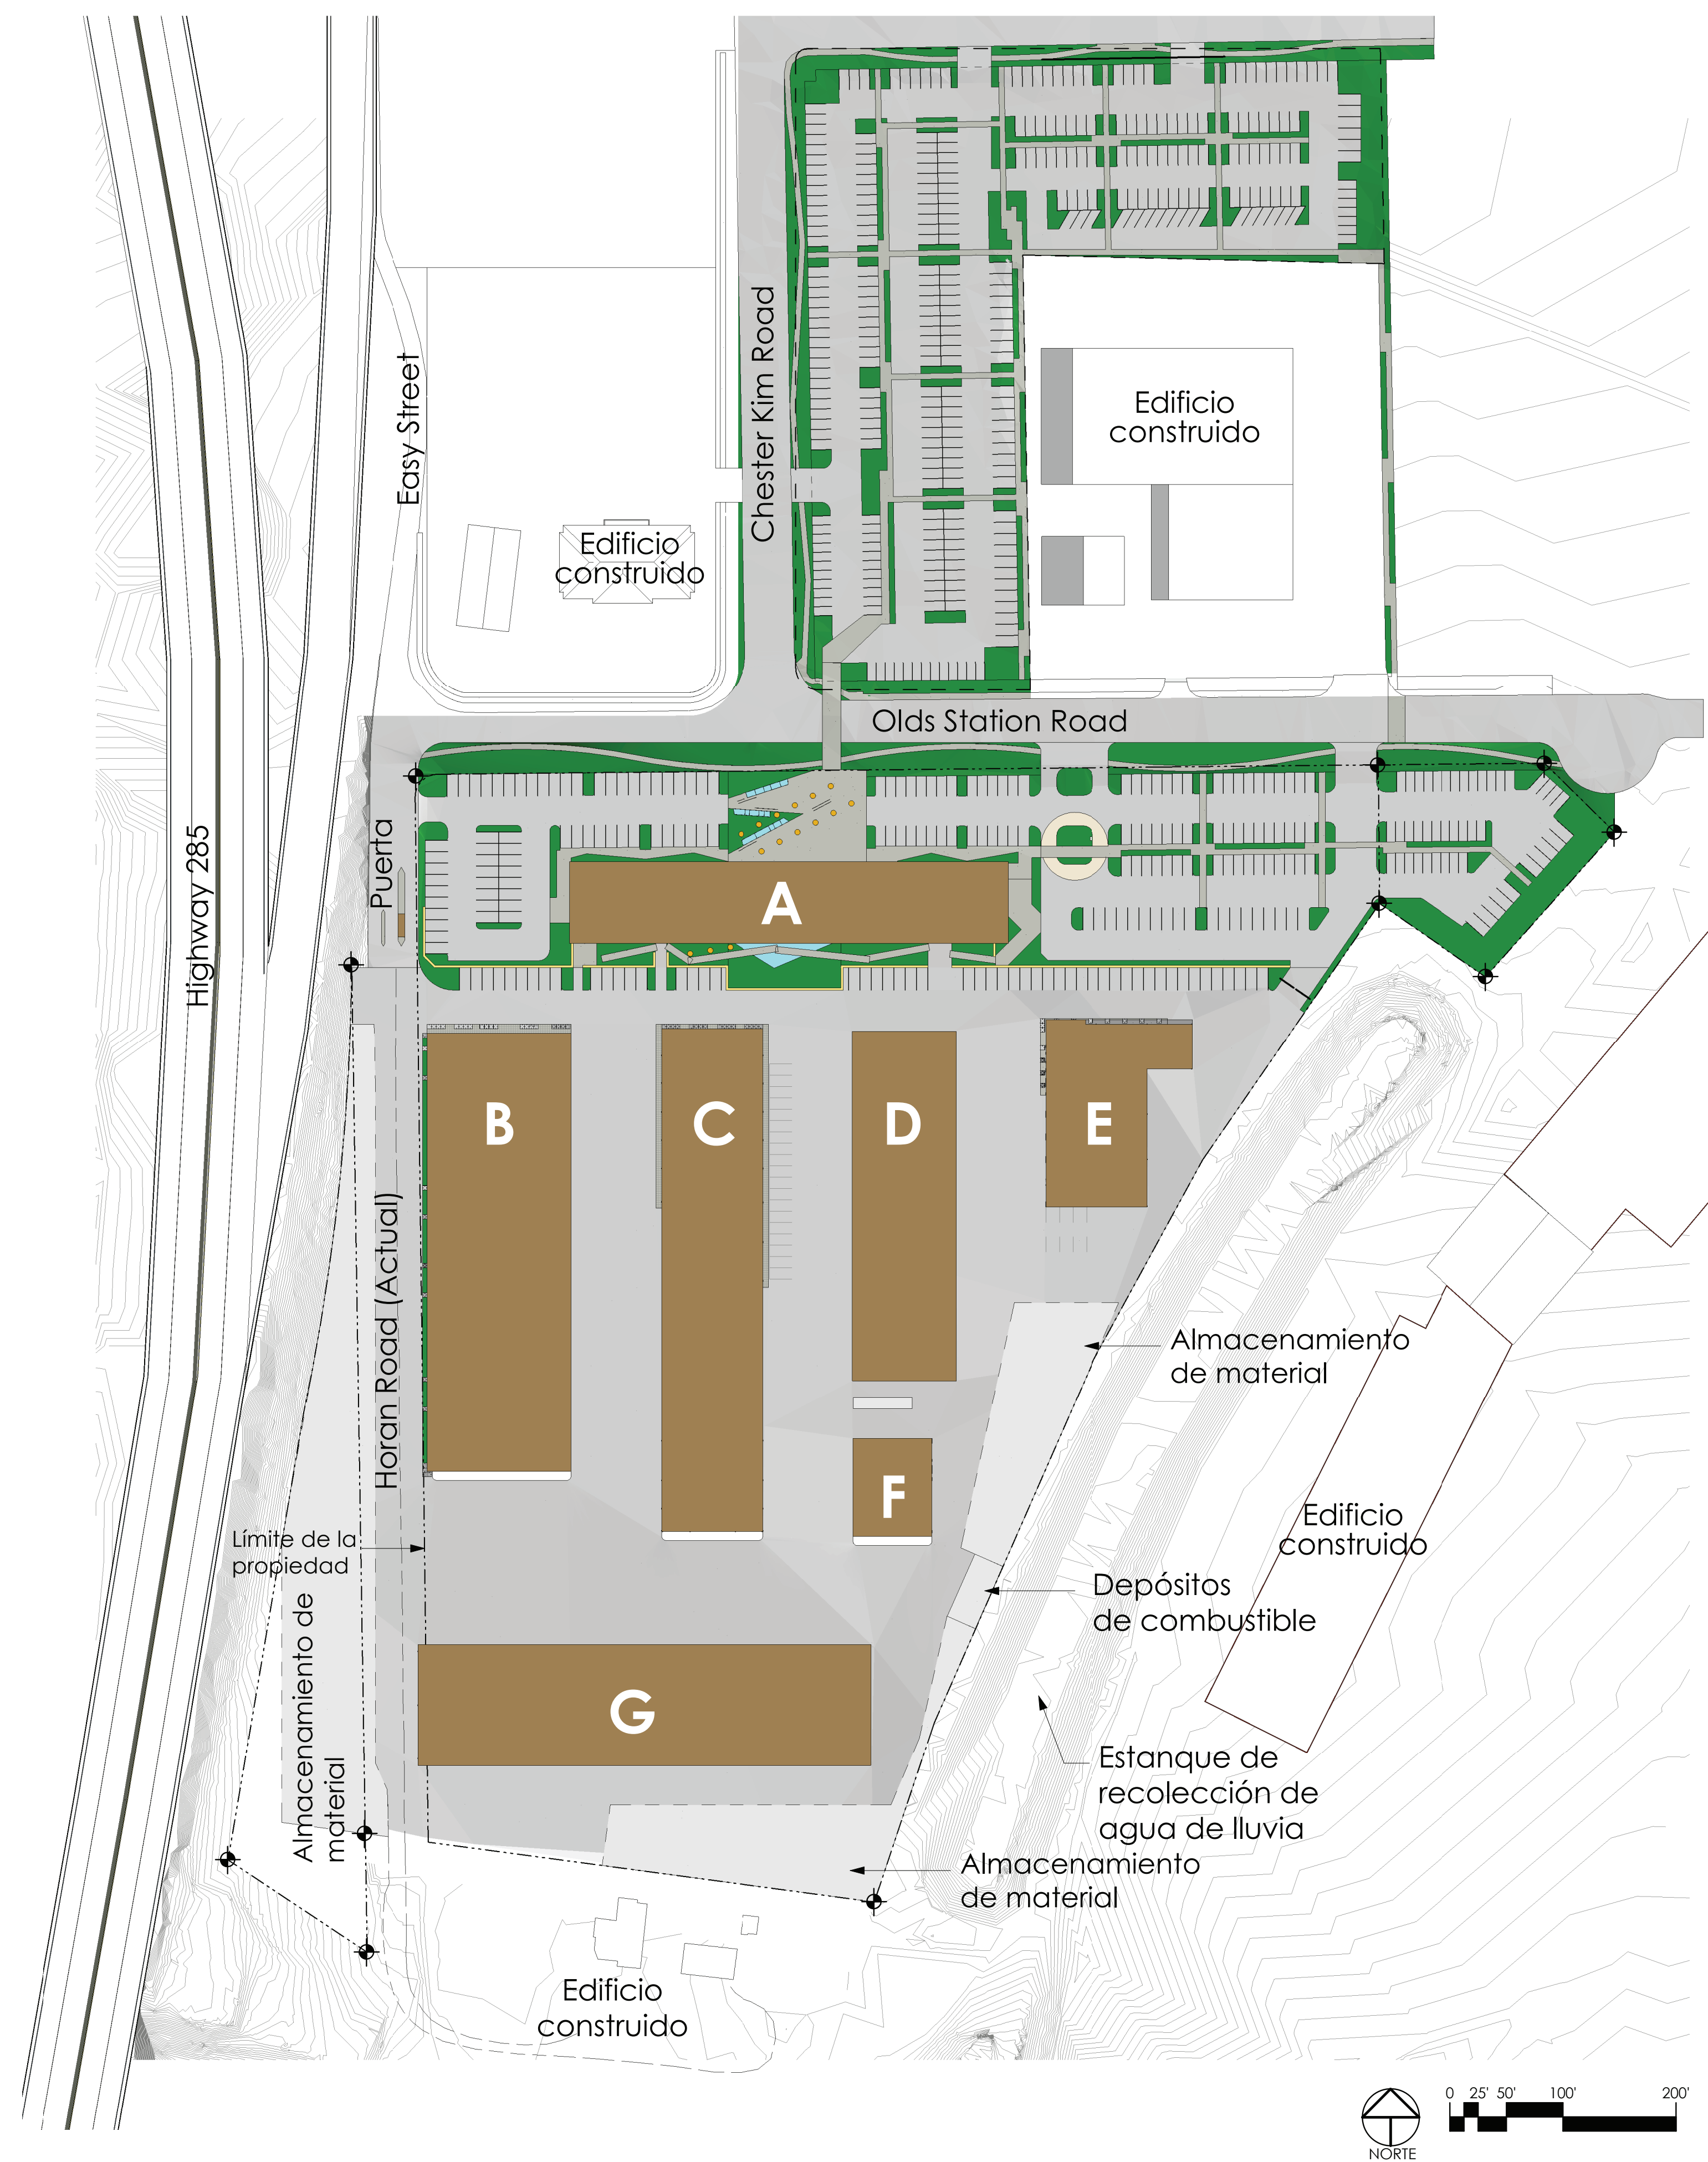 Chester Kim Road
Easy Street
Edificio
construido
Edificio
construido
Olds Station Road
Highway 285
Puerta
A
B
C
D
E
Horan Road (Actual)
Almacenamiento
de material
F
Edificio
construido
Límite de la
propiedad
Depósitos
de combustible
Almacenamiento de
material
G
Estanque de
recolección de
agua de lluvia
Almacenamiento
de material
Edificio
construido
NORTE
0 25' 50' 100' 200'